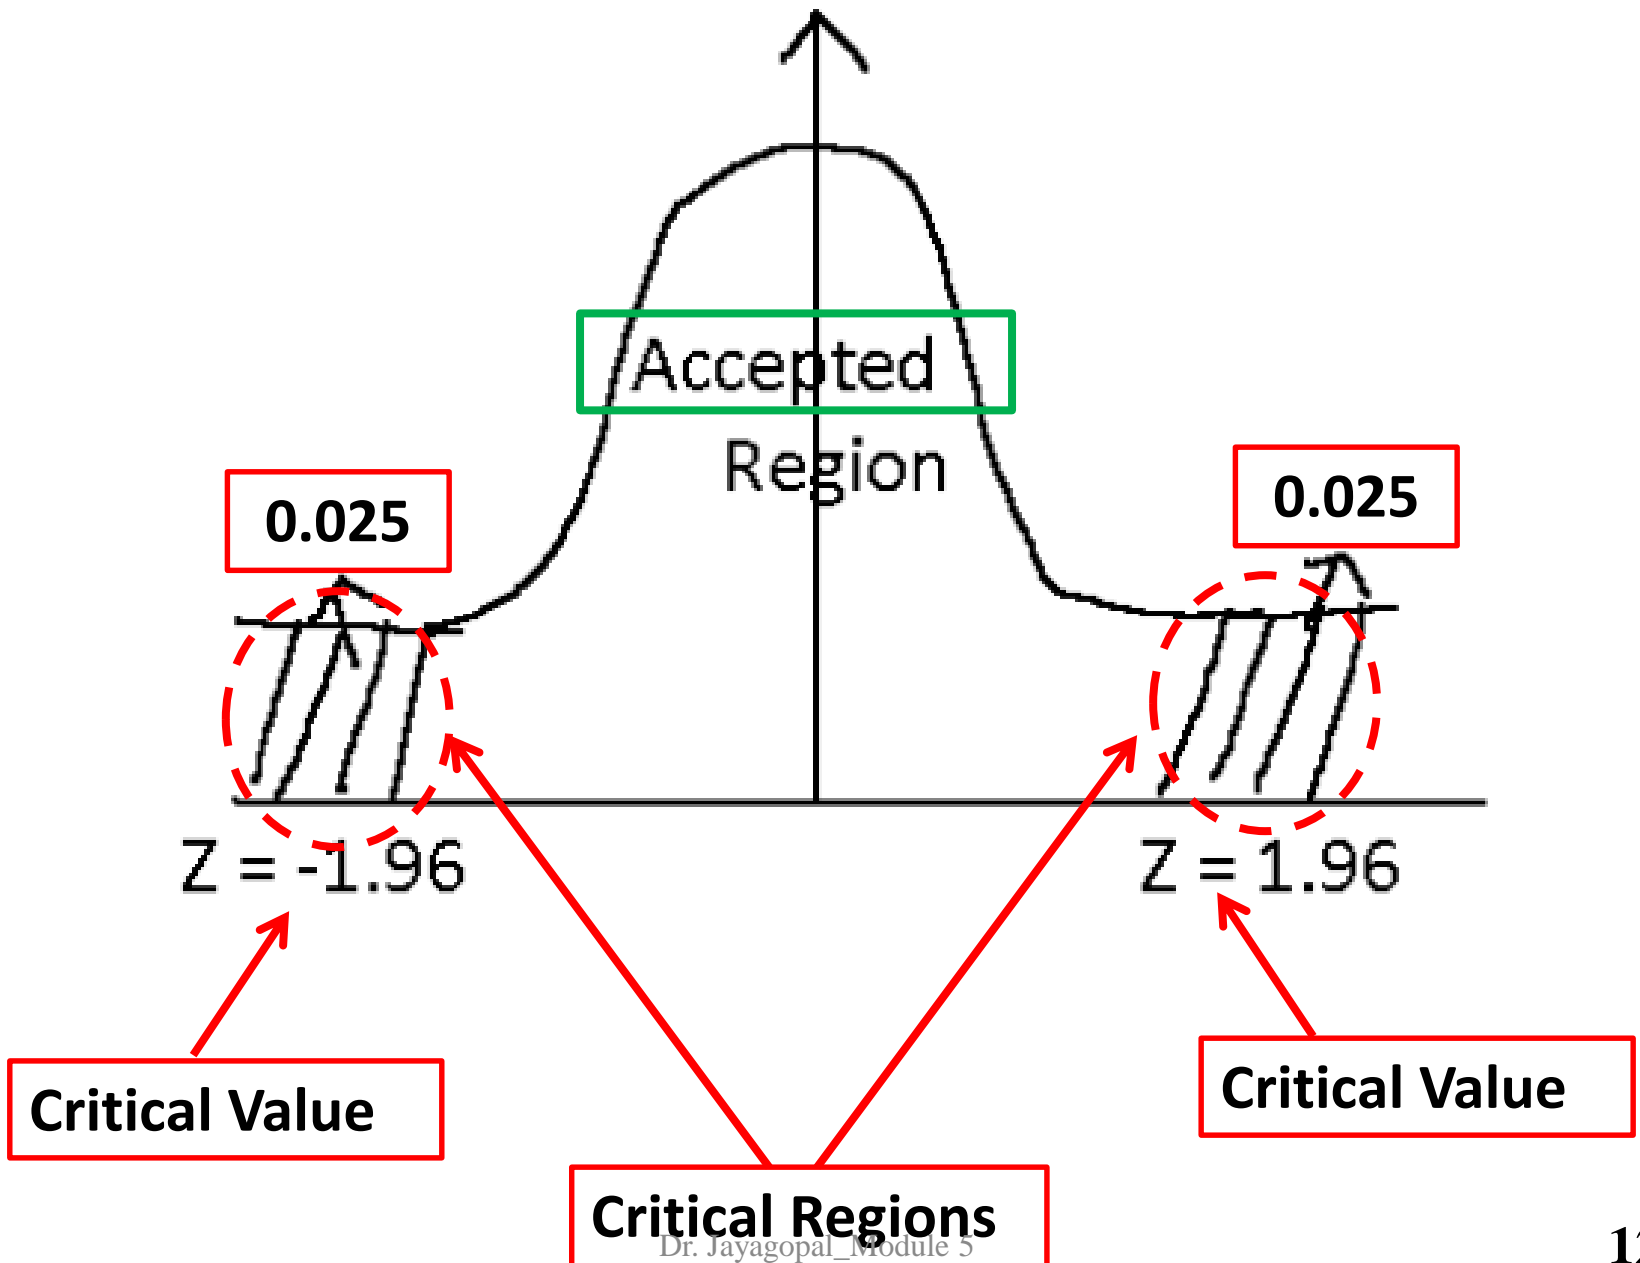 Accepted
Region
0.025
0.025
Z = -1.96
Z = 1.96
Critical Value
Critical Value
Critical Regions
Dr. Jayagopal_Module 5